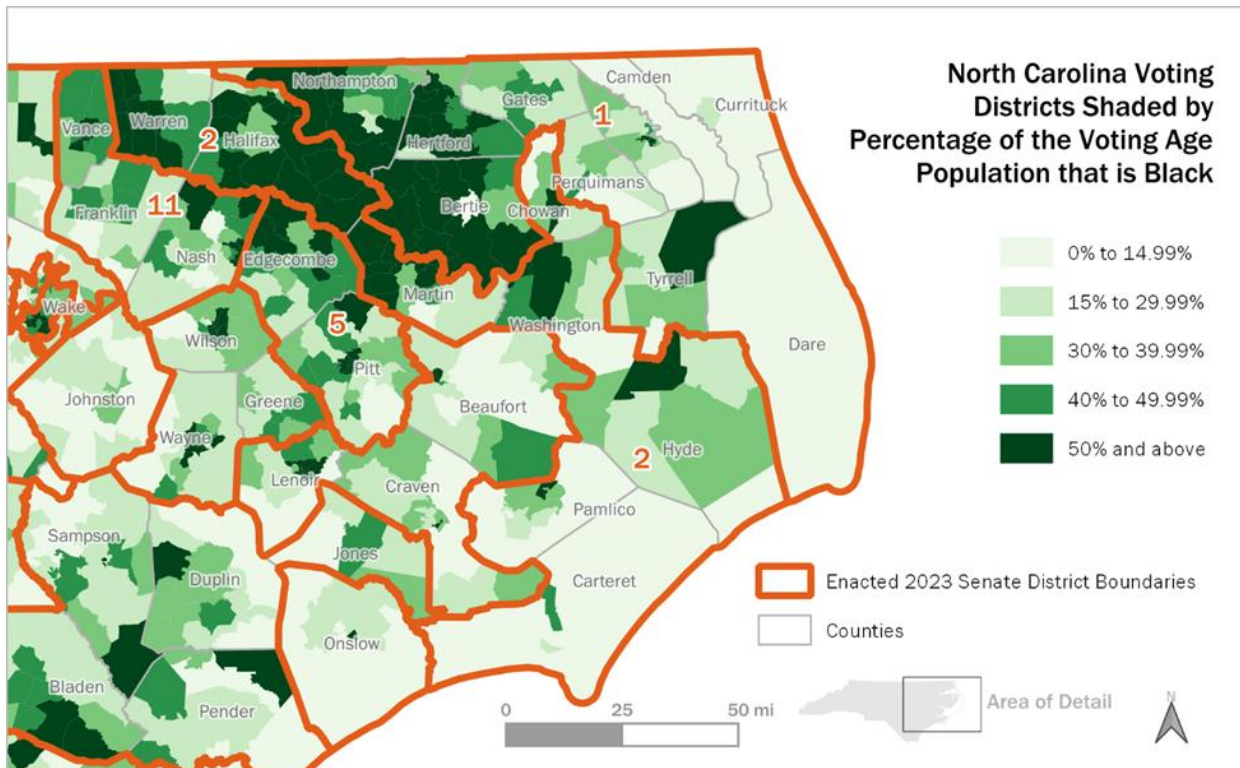 North Carolina Voting
Districts Shaded by
Percentage of the Voting Age
Population that is Black
0% to 14.99%
15% to 29.99%
30% to 39.99%
40% to 49.99%
50% and above
Enacted 2023 Senate District Boundaries
Counties
Area of Detail
N
0 25 50 mi
Northampton
Camden
Currituck
Gates
1
Vance
Warren
2
Halifax
Hertford
Perquimans
Bertie
Chowan
Franklin
11
Nash
Edgecombe
Tyrrell
Martin
Wake
Wilson
5
Washington
Dare
Pitt
Johnston
Greene
Beaufort
Wayne
Hyde
2
Lenoir
Craven
Pamlico
Sampson
Jones
Duplin
Carteret
Onslow
Bladen
Pender